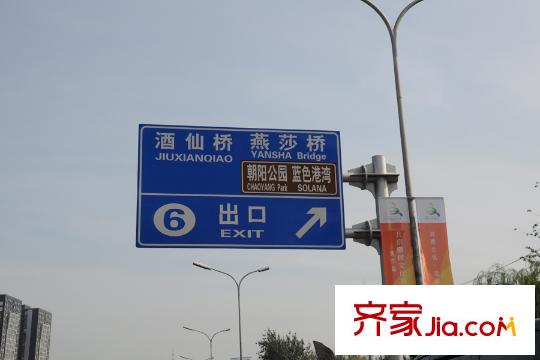 酒仙桥 燕莎桥
JIUXIANQIAO YANSHA Bridge
朝阳公园 蓝色港湾
CHAOYANG Park SOLANA
6 出口
EXIT
齐家Jia.com